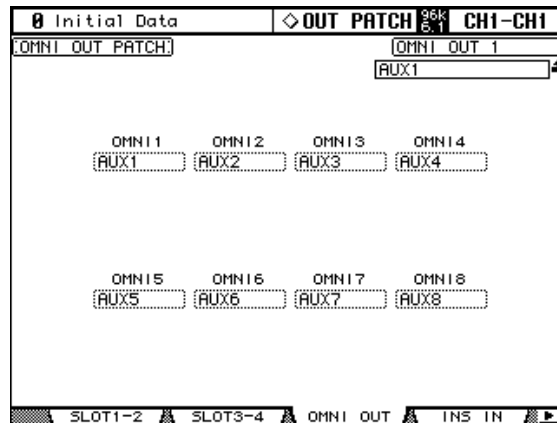 0 Initial Data ◇OUT PATCH 96k 6.1 CH1-CH1
OMNI OUT PATCH
OMNI OUT 1
AUX1
OMNI1 OMNI2 OMNI3 OMNI4
AUX1 AUX2 AUX3 AUX4
OMNI5 OMNI6 OMNI7 OMNI8
AUX5 AUX6 AUX7 AUX8
SLOT1-2 SLOT3-4 OMNI OUT INS IN